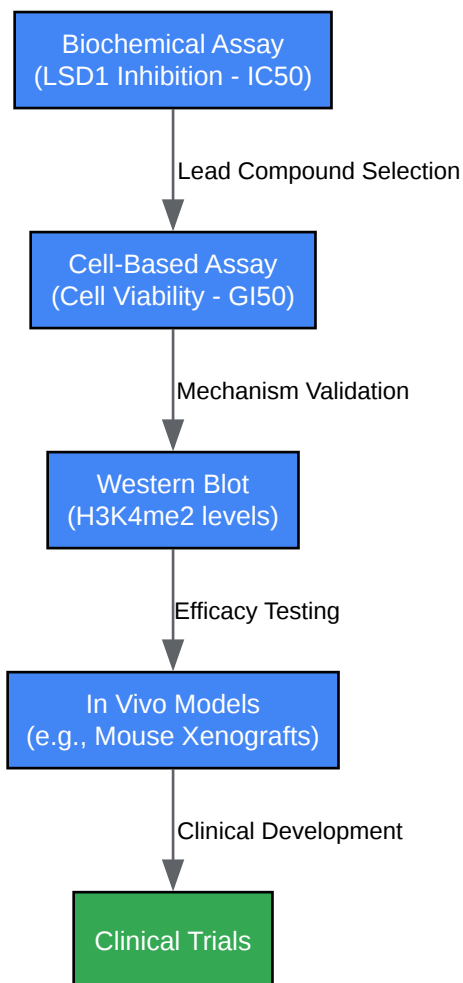 Biochemical Assay
(LSD1 Inhibition - IC50)
Lead Compound Selection
Cell-Based Assay
(Cell Viability - GI50)
Mechanism Validation
Western Blot
(H3K4me2 levels)
Efficacy Testing
In Vivo Models
(e.g., Mouse Xenografts)
Clinical Development
Clinical Trials